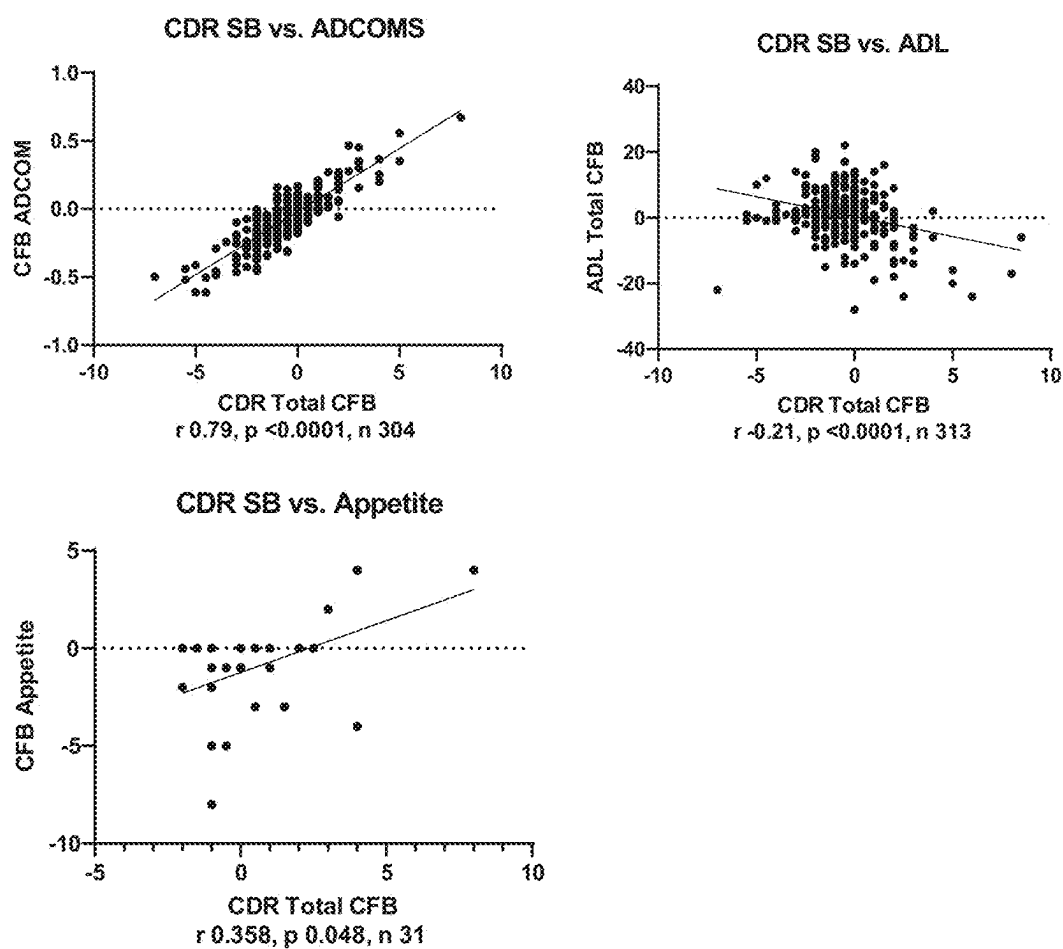 CDR SB vs. ADCOMS
1.0
0.5
0.0
-0.5
-1.0
CFB ADCOM
-10
-5
0
5
10
CDR Total CFB
r 0.79, p <0.0001, n 304
CDR SB vs. ADL
40
20
0
-20
-40
ADL Total CFB
-10
-5
0
5
10
CDR Total CFB
r -0.21, p <0.0001, n 313
CDR SB vs. Appetite
5
0
-5
-10
CFB Appetite
-5
0
5
10
CDR Total CFB
r 0.358, p 0.048, n 31